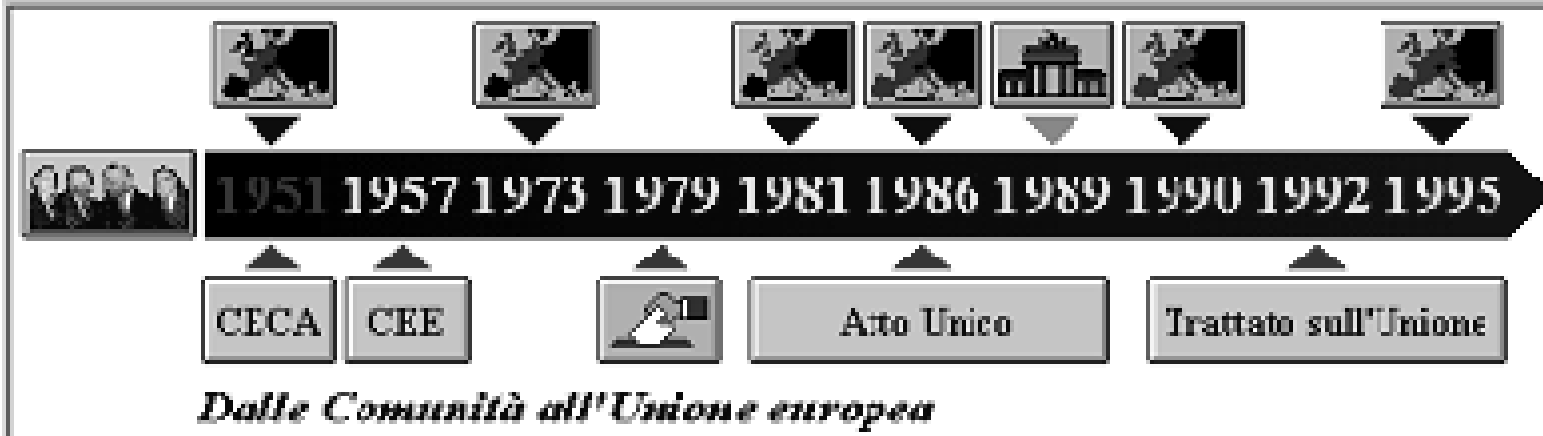 1951 1957 1973 1979 1981 1986 1989 1990 1992 1995
CECA CEE Atto Unico Trattato sull'Unione
Dalle Comunità all'Unione europea